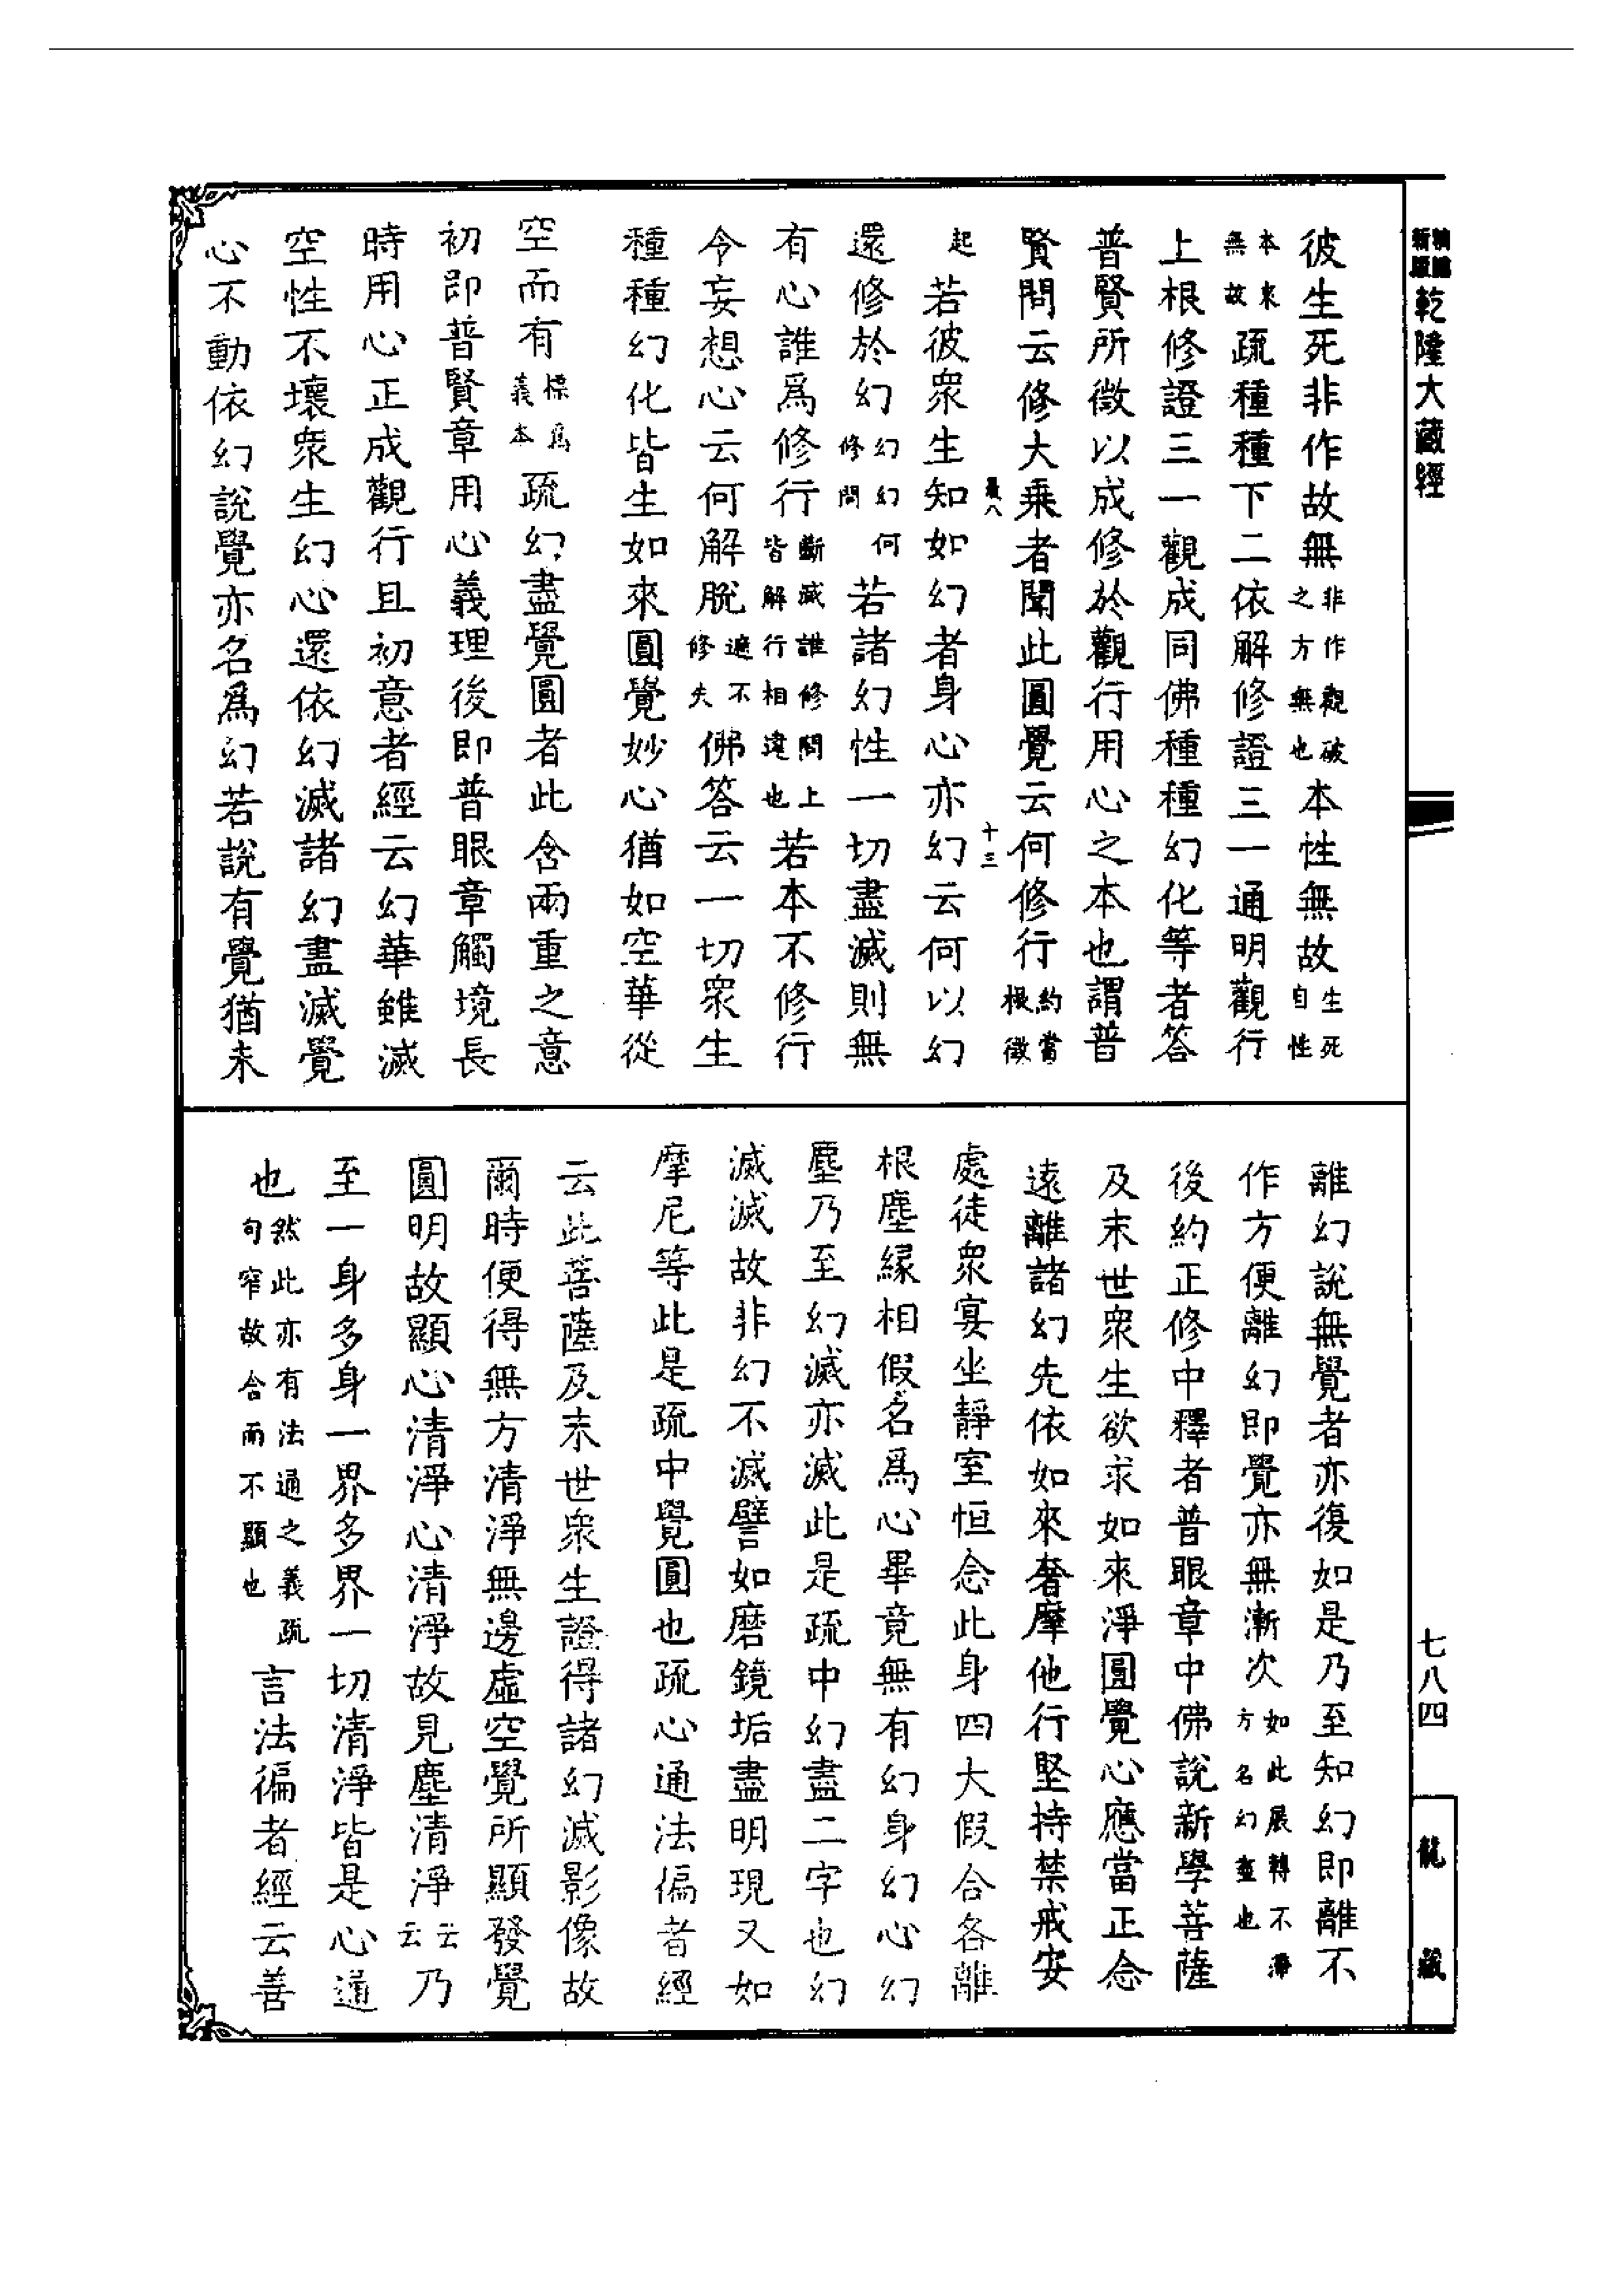 新版
乾隆大藏經
彼生死非作故無非作觀破之方無也本性無故生死自性
本來無故疏種種下二依解修證三一通明觀行
上根修證三一觀成同佛種種幻化等者答
普賢所徵以成修於觀行用心之本也謂普
賢問云修大乘者聞此圓覺云何修行約當根徵
起若彼眾生知如幻者身心亦幻云何以幻
十三
還修於幻幻幻何修問若諸幻性一切盡滅則無
有心誰為修行斷滅誰修問上皆解行相違也若本不修行
令妄想心云何解脫遮不修失佛答云一切眾生
種種幻化皆生如來圓覺妙心猶如空華從
空而有標為義本疏幻盡覺圓者此含兩重之意
初即普賢章用心義理後即普眼章觸境長
時用心正成觀行且初意者經云幻華雖滅
空性不壞眾生幻心還依幻滅諸幻盡滅覺
心不動依幻說覺亦名為幻若說有覺猶未
離幻說無覺者亦復如是乃至知幻即離不
作方便離幻即覺亦無漸次如此展轉不滯方名幻盡也
後約正修中釋者普眼章中佛說新學菩薩
及末世眾生欲求如來淨圓覺心應當正念
遠離諸幻先依如來奢摩他行堅持禁戒安
處徒眾宴坐靜室恒念此身四大假合各離
根塵緣相假名為心畢竟無有幻身幻心幻
塵乃至幻滅亦滅此是疏中幻盡二字也幻
滅滅故非幻不滅譬如磨鏡垢盡明現又如
摩尼等此是疏中覺圓也疏心通法徧者經
云此菩薩及末世眾生證得諸幻滅影像故
爾時便得無方清淨無邊虛空覺所顯發覺
圓明故顯心清淨心清淨故見塵清淨云云乃
至一身多身一界多界一切清淨皆是心通
也然此亦有法通之義疏句窄故合而不顯也言法徧者經云善
七八四
龍藏